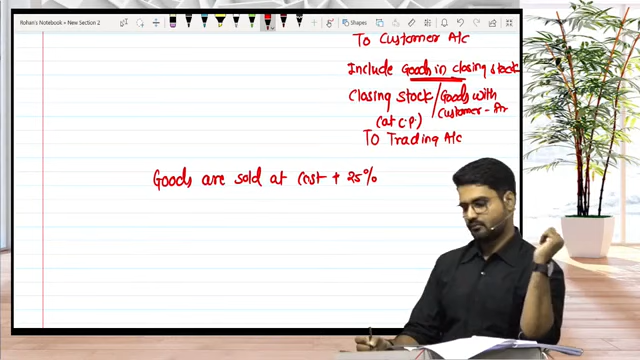 Rohan's Notebook » New Section 2
To Customer A/c
Include Goods in closing stock
Closing stock / Goods with
(at C.P.) Customer - Dr
To Trading A/c
Goods are sold at cost + 25%